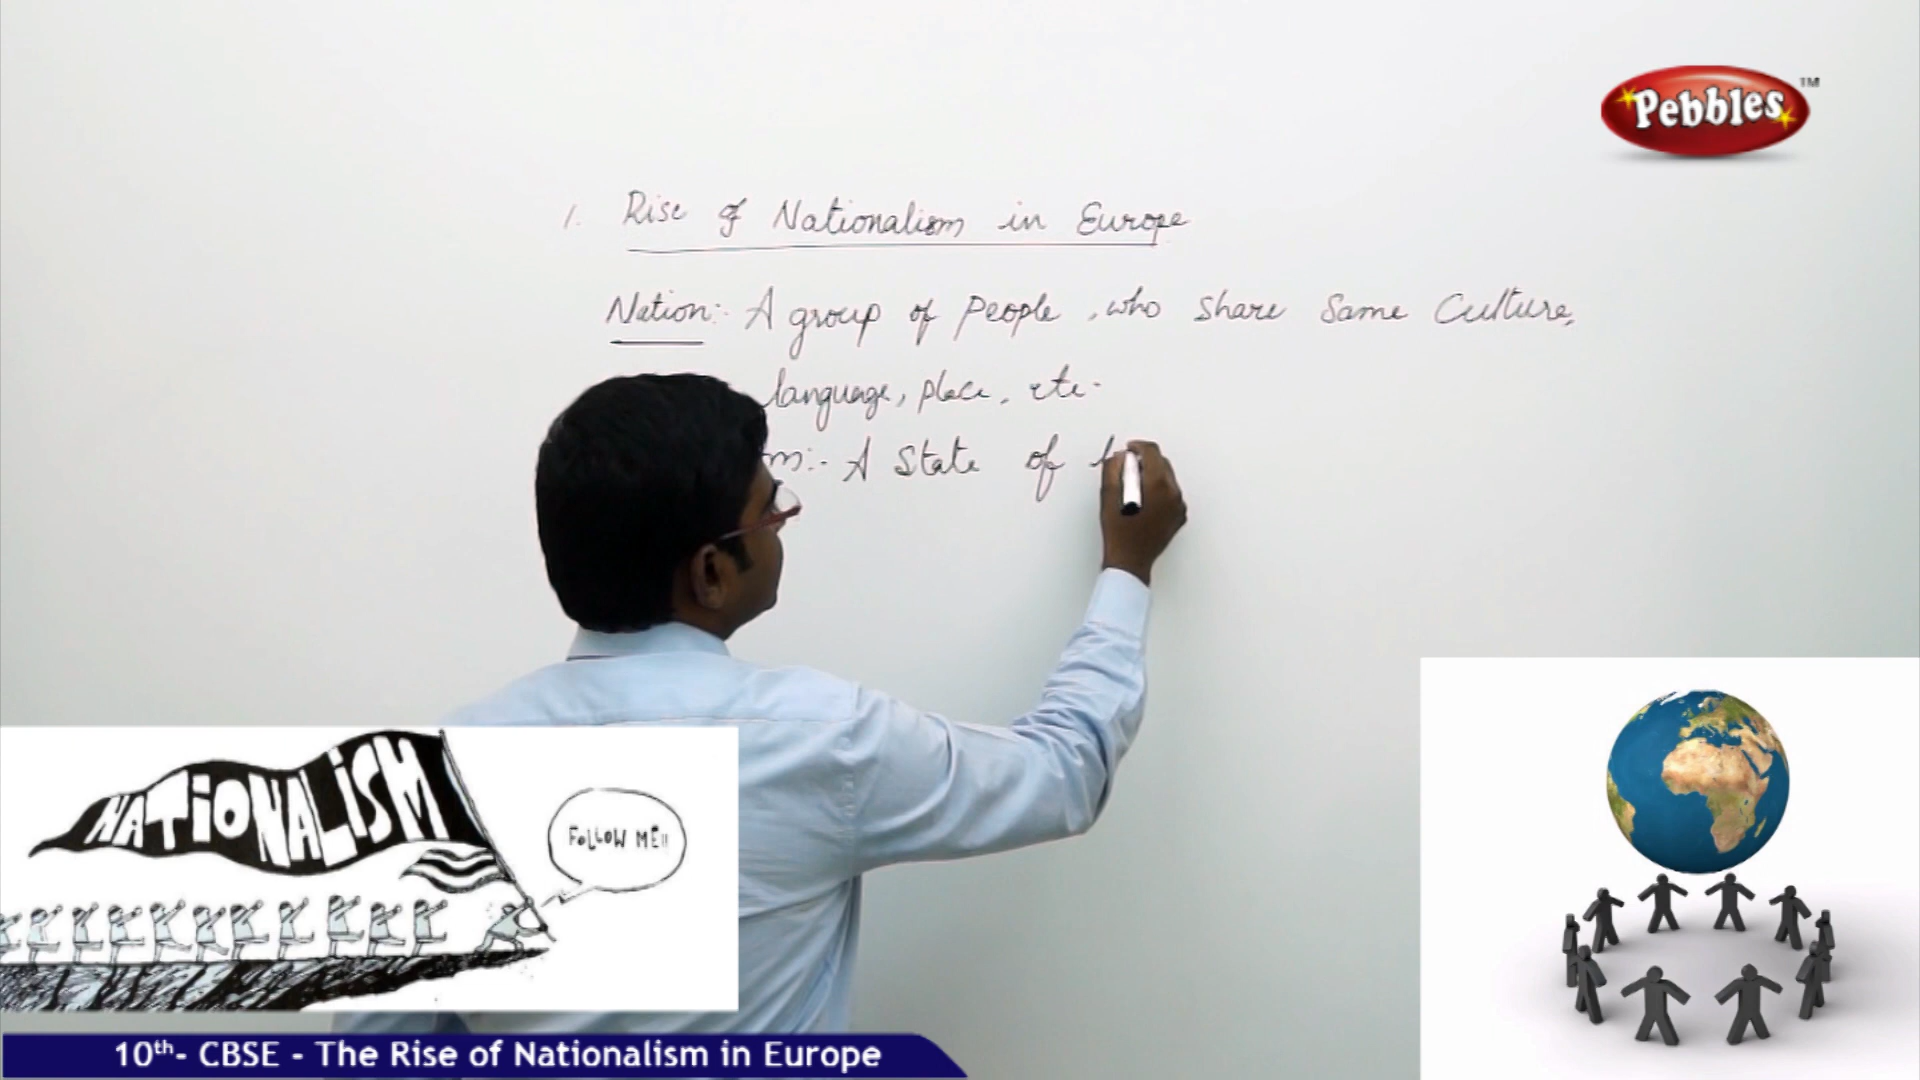 Pebbles™
1. Rise of Nationalism in Europe
Nation:- A group of People, who Share Same Culture,
language, place, etc.
m:- A State of
NATIONALISM
FOLLOW ME!!
10th- CBSE - The Rise of Nationalism in Europe